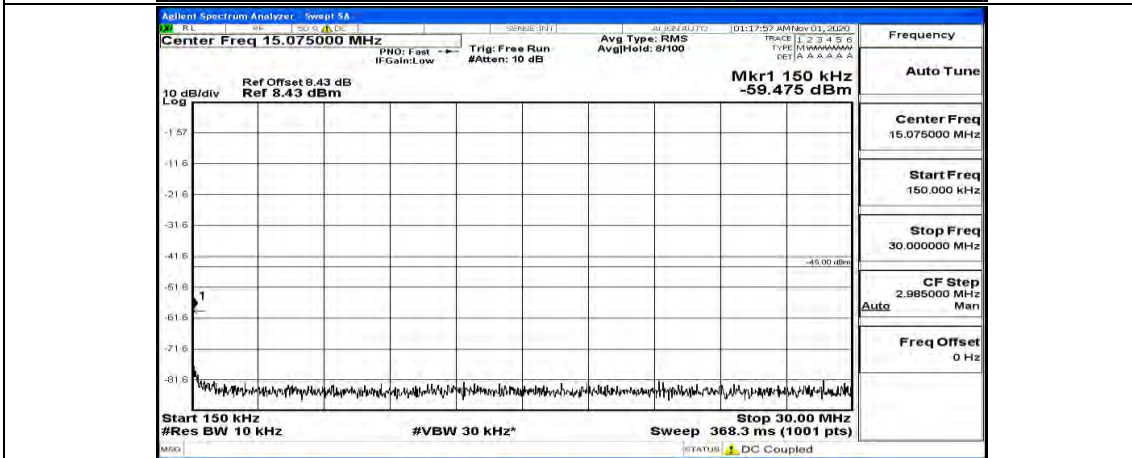 Agilent Spectrum Analyzer - Swept SA
RL RF 50 Ω DC SENSE:INT ALIGN AUTO 01:17:57 AM Nov 01, 2020
Center Freq 15.075000 MHz
PNO: Fast
IFGain:Low
Trig: Free Run
#Atten: 10 dB
Avg Type: RMS
Avg|Hold: 8/100
TRACE 1 2 3 4 5 6
TYPE M
DET A A A A A A
Ref Offset 8.43 dB
10 dB/div Ref 8.43 dBm
Log
Mkr1 150 kHz
-59.475 dBm
-1.57
-11.6
-21.6
-31.6
-41.6
-45.00 dBm
-51.6
1
-61.6
-71.6
-81.6
Start 150 kHz
Stop 30.00 MHz
#Res BW 10 kHz #VBW 30 kHz* Sweep 368.3 ms (1001 pts)
MSG STATUS DC Coupled
Frequency
Auto Tune
Center Freq
15.075000 MHz
Start Freq
150.000 kHz
Stop Freq
30.000000 MHz
CF Step
2.985000 MHz
Auto Man
Freq Offset
0 Hz